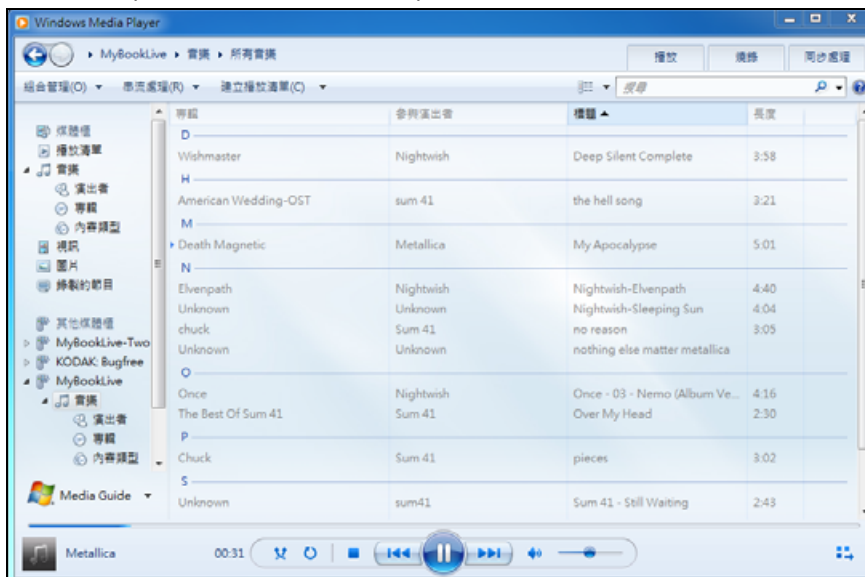 Windows Media Player
MyBookLive ▸ 音樂 ▸ 所有音樂
播放 燒錄 同步處理
組合管理(O) 串流處理(R) 建立播放清單(C) 搜尋
媒體櫃
播放清單
音樂
演出者
專輯
內容類型
視訊
圖片
錄製的節目
其他媒體櫃
MyBookLive-Two
KODAK: Bugfree
MyBookLive
音樂
演出者
專輯
內容類型
Media Guide
專輯 參與演出者 標題 長度
D
Wishmaster Nightwish Deep Silent Complete 3:58
H
American Wedding-OST sum 41 the hell song 3:21
M
Death Magnetic Metallica My Apocalypse 5:01
N
Elvenpath Nightwish Nightwish-Elvenpath 4:40
Unknown Unknown Nightwish-Sleeping Sun 4:04
chuck Sum 41 no reason 3:05
Unknown Unknown nothing else matter metallica
O
Once Nightwish Once - 03 - Nemo (Album Ve... 4:16
The Best Of Sum 41 Sum 41 Over My Head 2:30
P
Chuck Sum 41 pieces 3:02
S
Unknown sum41 Sum 41 - Still Waiting 2:43
Metallica 00:31